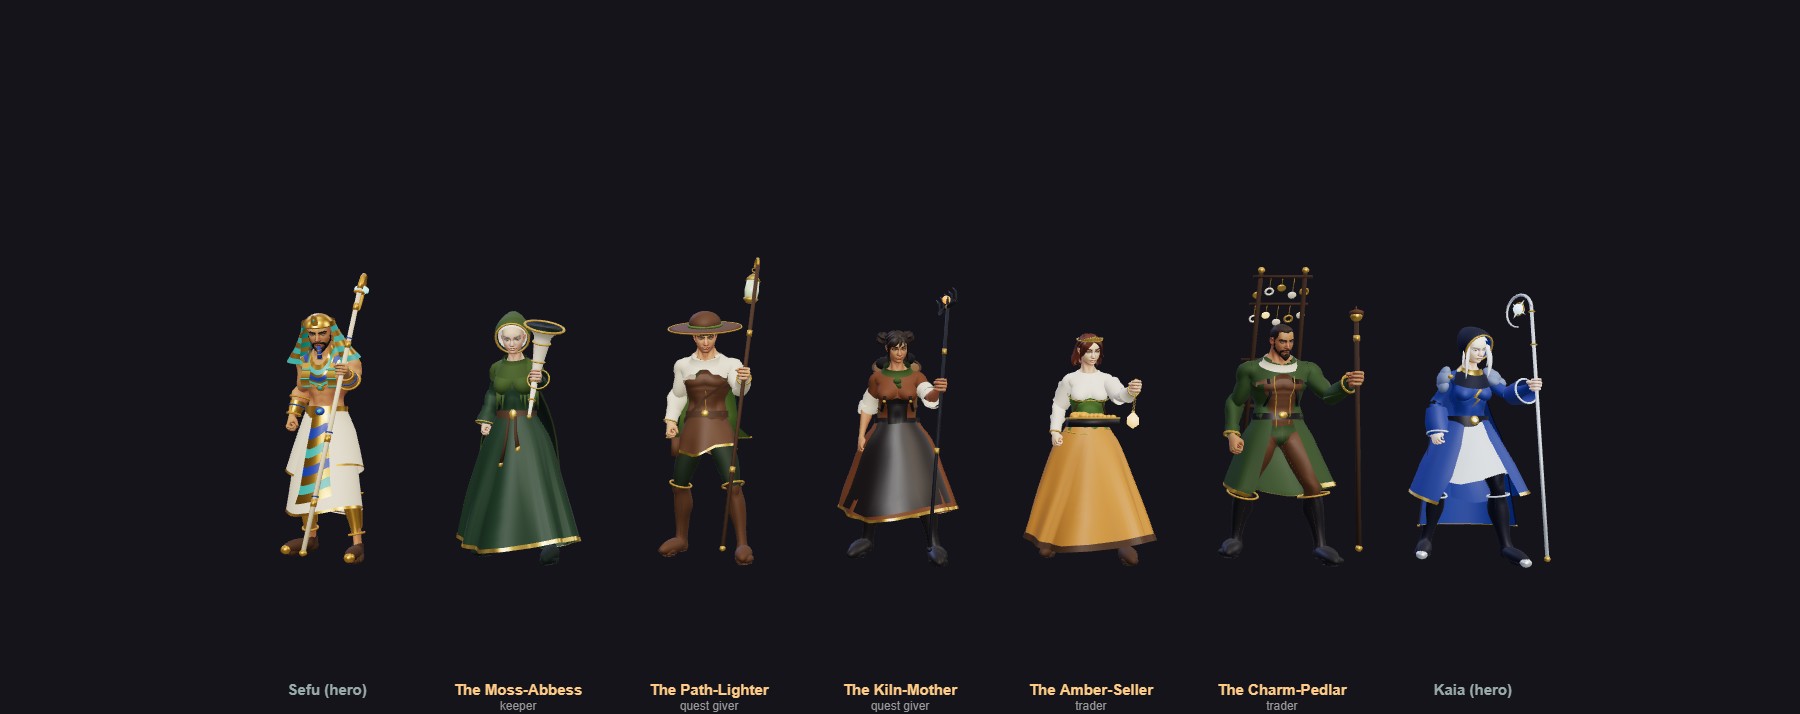 Sefu (hero)
The Moss-Abbess
keeper
The Path-Lighter
quest giver
The Kiln-Mother
quest giver
The Amber-Seller
trader
The Charm-Pedlar
trader
Kaia (hero)